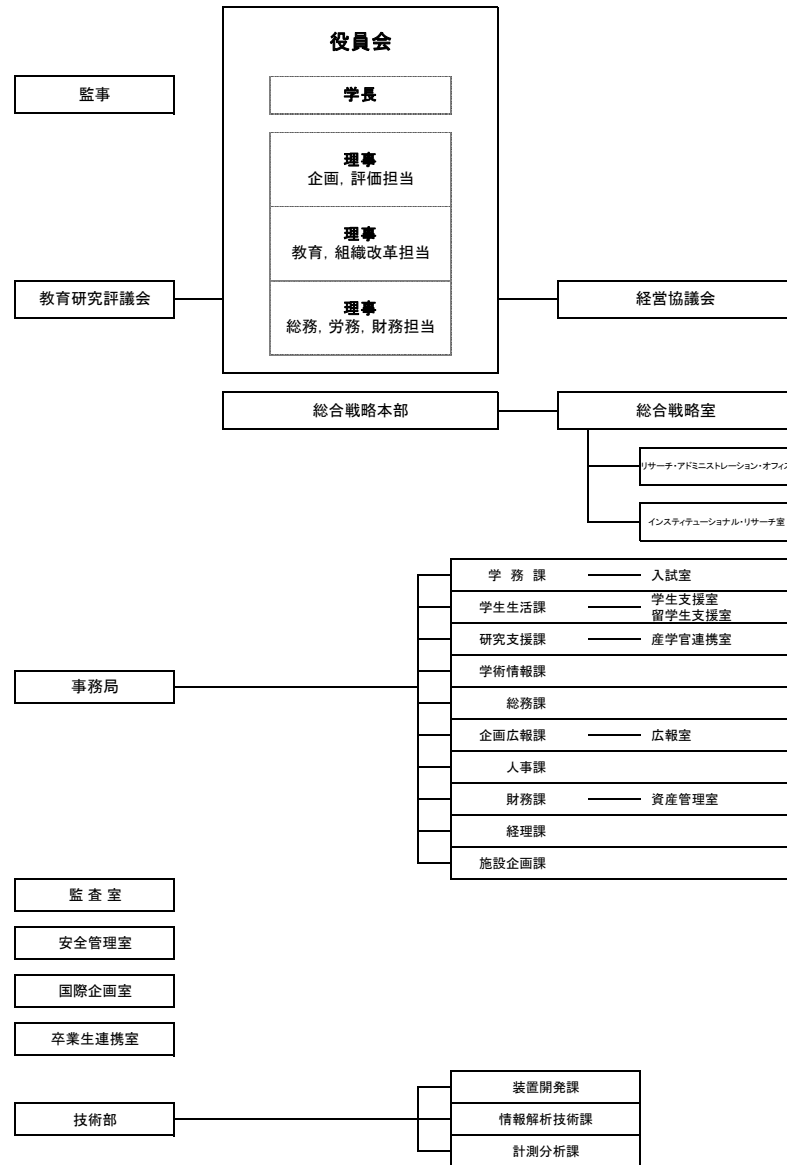 役員会
監事
学長
理事
企画, 評価担当
理事
教育, 組織改革担当
教育研究評議会
理事
総務, 労務, 財務担当
経営協議会
総合戦略本部
総合戦略室
リサーチ・アドミニストレーション・オフィス
インスティテューショナル・リサーチ室
事務局
学 務 課
入試室
学生生活課
学生支援室
留学生支援室
研究支援課
産学官連携室
学術情報課
総務課
企画広報課
広報室
人事課
財務課
資産管理室
経理課
施設企画課
監 査 室
安全管理室
国際企画室
卒業生連携室
技術部
装置開発課
情報解析技術課
計測分析課